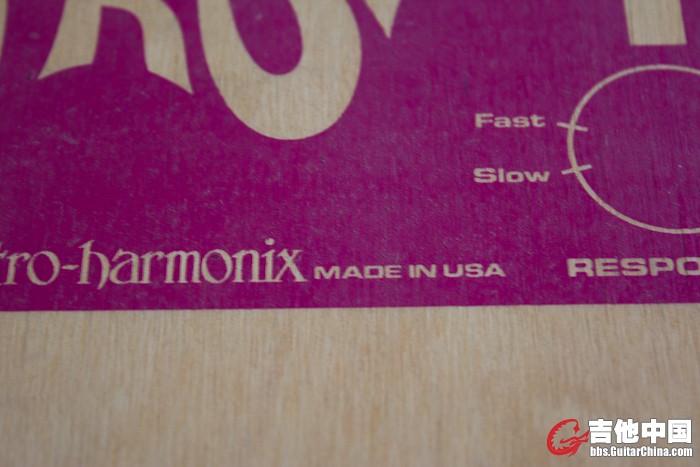 Fast
Slow
tro-harmonix MADE IN USA RESPO
吉他中国
bbs.GuitarChina.com